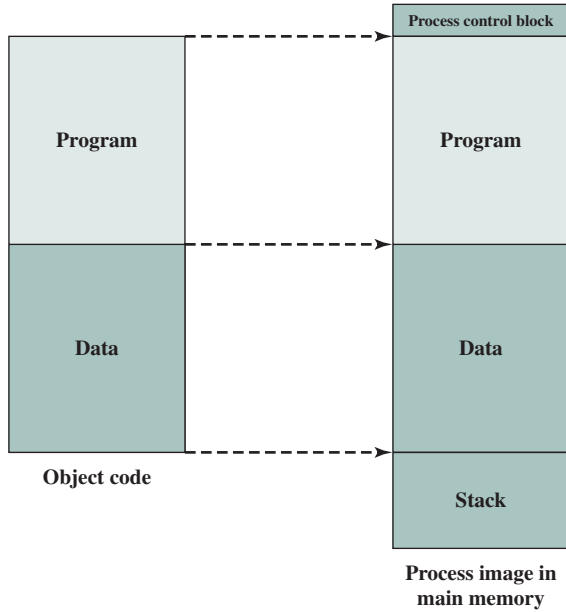 Process control block
Program
Program
Data
Data
Object code
Stack
Process image in
main memory